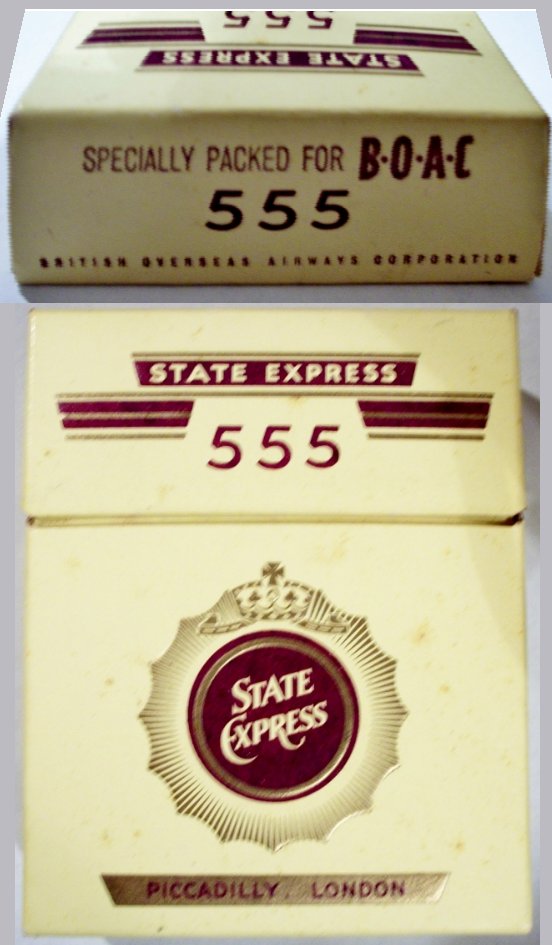 555
STATE EXPRESS
SPECIALLY PACKED FOR B·O·A·C
555
BRITISH OVERSEAS AIRWAYS CORPORATION
STATE EXPRESS
555
STATE
EXPRESS
PICCADILLY, LONDON